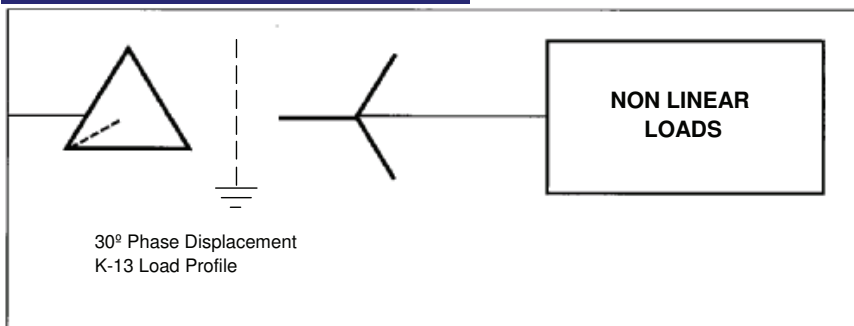 NON LINEAR
LOADS
30º Phase Displacement
K-13 Load Profile